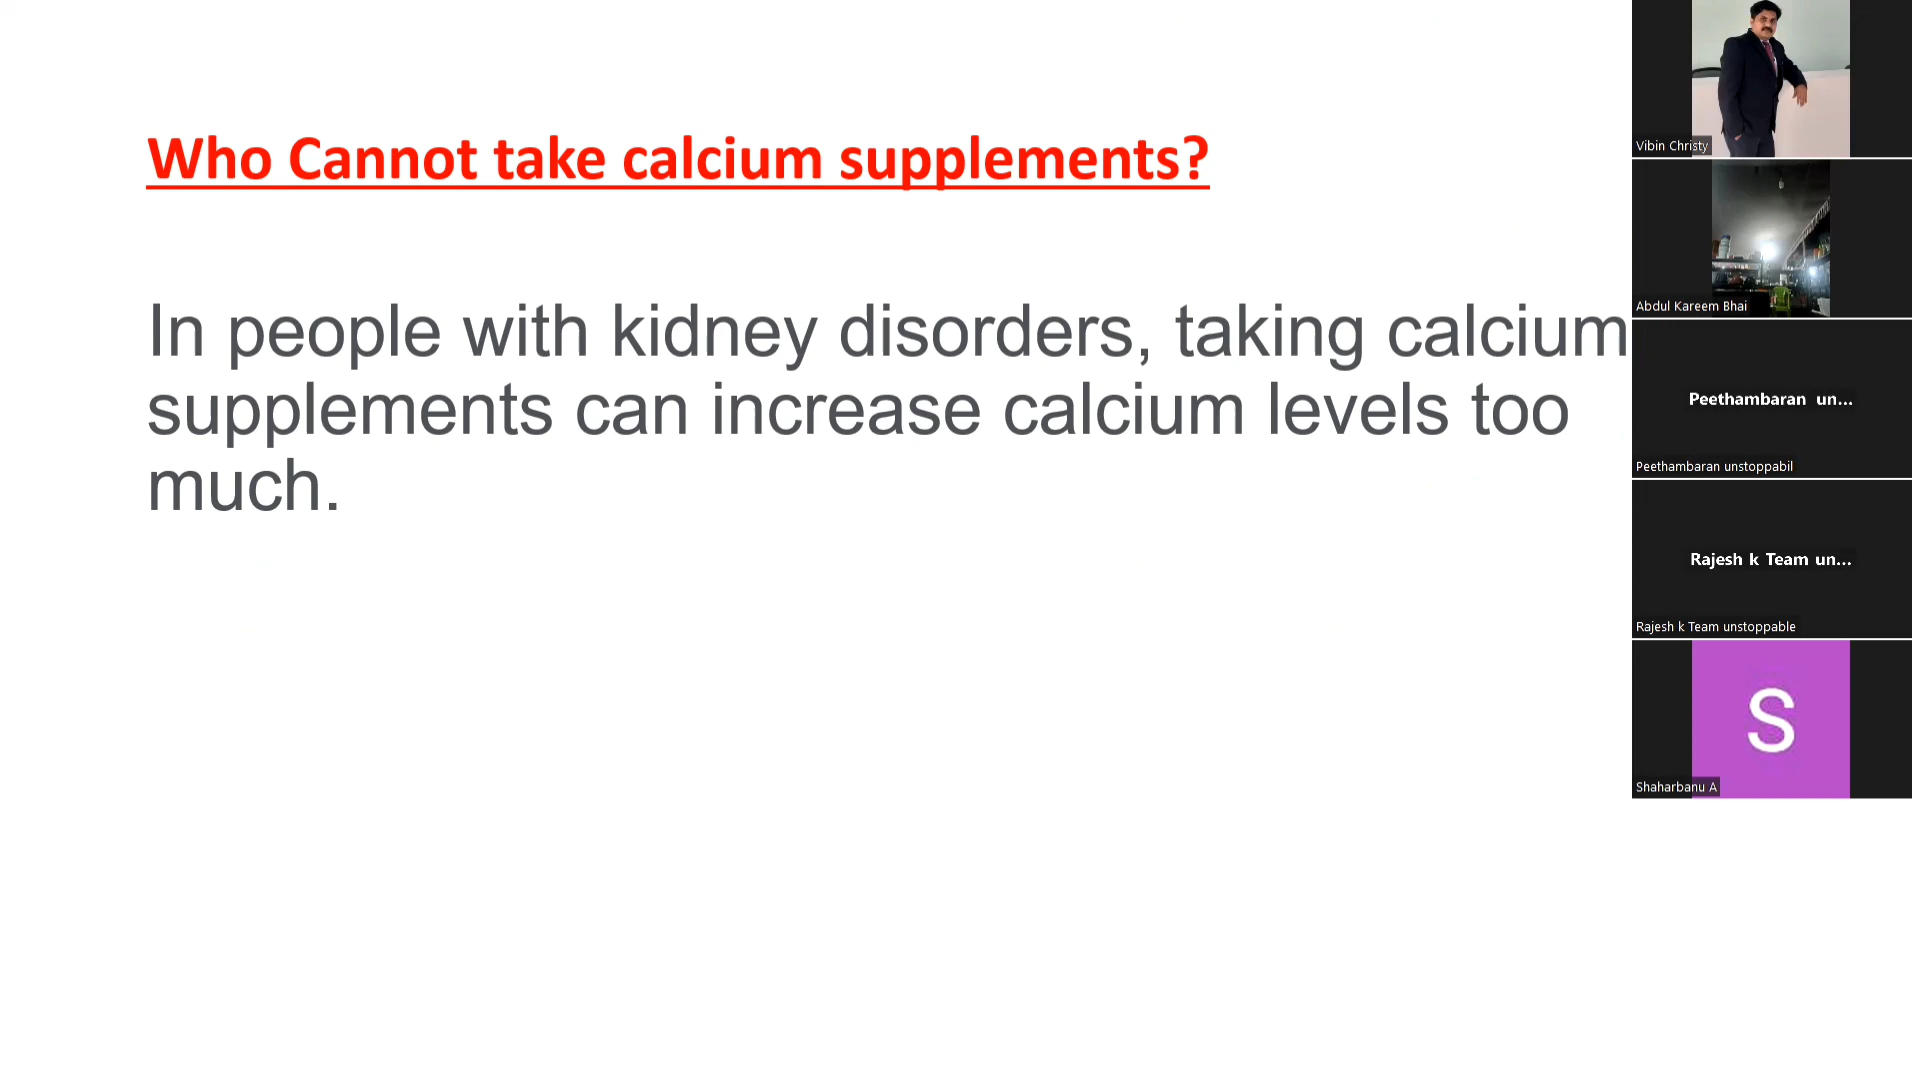 Who Cannot take calcium supplements?
In people with kidney disorders, taking calcium
supplements can increase calcium levels too
much.
Vibin Christy
Abdul Kareem Bhai
Peethambaran un...
Peethambaran unstoppabil
Rajesh k Team un...
Rajesh k Team unstoppable
S
Shaharbanu A